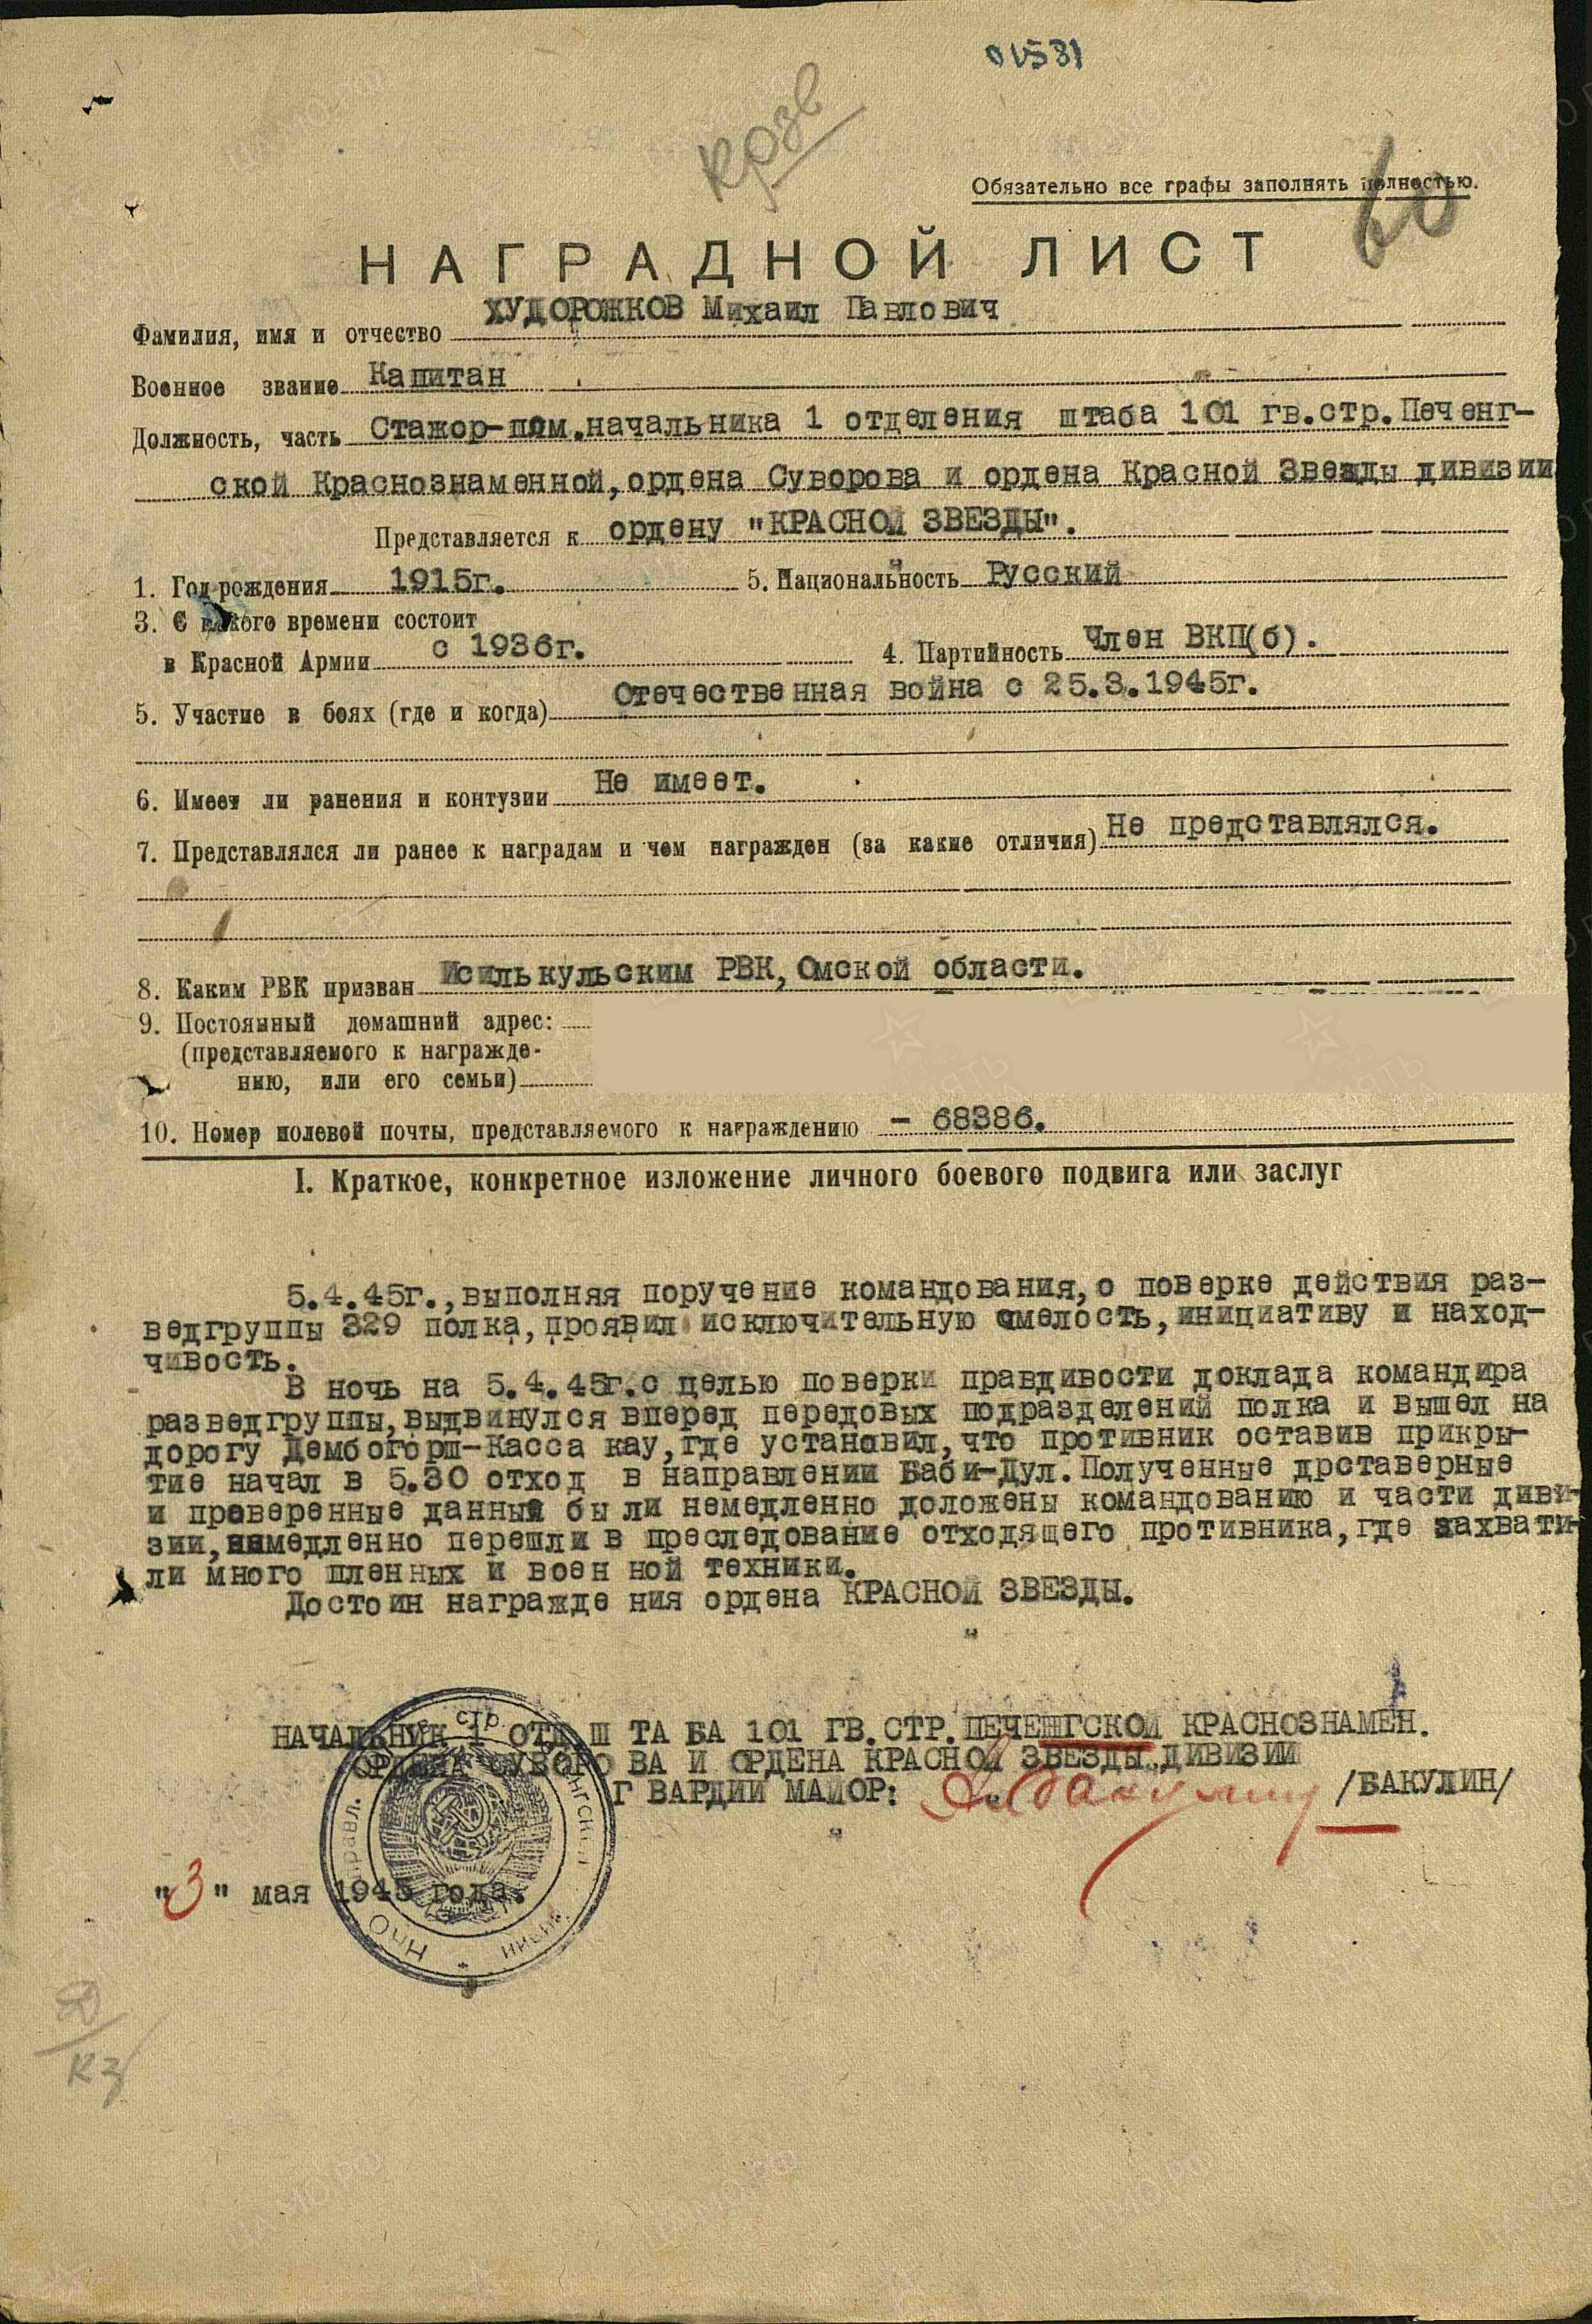 01531
Обязательно все графы заполнять полностью.
60
НАГРАДНОЙ ЛИСТ
Фамилия, имя и отчество ХУДОРОЖКОВ Михаил Павлович
Военное звание Капитан
Должность, часть Стажор-пом.начальника 1 отделения штаба 101 гв.стр.Печенг-
ской Краснознаменной,ордена Суворова и ордена Красной Звезды дивизии
Представляется к ордену "КРАСНОЙ ЗВЕЗДЫ".
1. Год рождения 1915г. 5. Национальность Русский
3. С какого времени состоит
в Красной Армии с 1936г. 4. Партийность Член ВКП(б).
5. Участие в боях (где и когда) Отечественная война с 25.3.1945г.
6. Имеет ли ранения и контузии Не имеет.
7. Представлялся ли ранее к наградам и чем награжден (за какие отличия) Не представлялся.
8. Каким РВК призван Исилькульским РВК, Омской области.
9. Постоянный домашний адрес:
(представляемого к награжде-
нию, или его семьи)
10. Номер полевой почты, представляемого к награждению - 68386.
I. Краткое, конкретное изложение личного боевого подвига или заслуг
5.4.45г.,выполняя поручение командования,о поверке действия раз-
ведгруппы 329 полка,проявил исключительную смелость,инициативу и наход-
чивость.
В ночь на 5.4.45г.с целью поверки правдивости доклада командира
разведгруппы,выдвинулся вперед передовых подразделений полка и вышел на
дорогу Дембогорш-Касса кау,где установил,что противник оставив прикры-
тие начал в 5.30 отход в направлении Баби-Дул.Полученные дрставерные
и проверенные данные были немедленно доложены командованию и части диви-
зии,немедленно перешли в преследование отходящего противника,где захвати-
ли много пленных и воен ной техники.
Достоин награжде ния ордена КРАСНОЙ ЗВЕЗДЫ.
НАЧАЛЬНИК 1 ОТД.Ш ТА БА 101 ГВ.СТР.ПЕЧЕНГСКОЙ КРАСНОЗНАМЕН.
ОРДЕНА СУВОРО ВА И ОРДЕНА КРАСНОЙ ЗВЕЗДЫ ДИВИЗИИ
Г ВАРДИИ МАЙОР: /БАКУЛИН/
"3" мая 1945 года.
КЗ